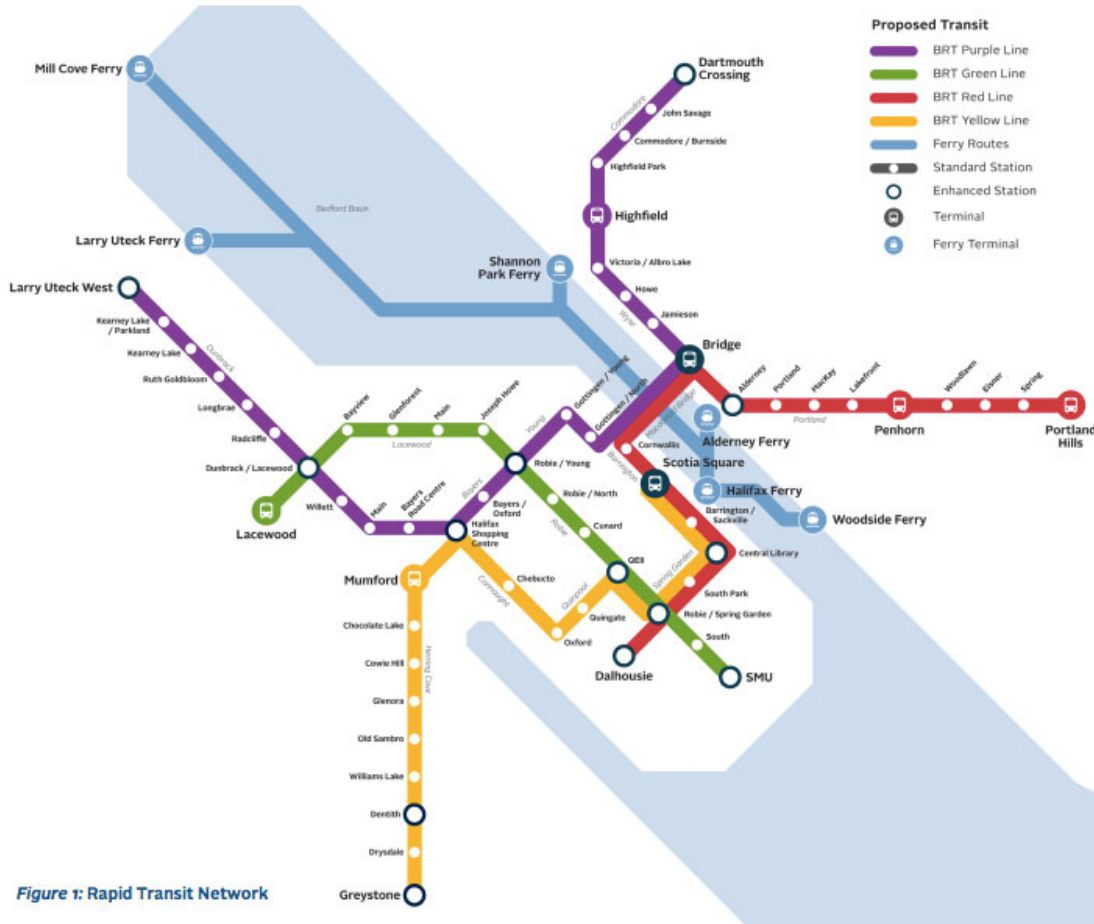 Proposed Transit
BRT Purple Line
BRT Green Line
BRT Red Line
BRT Yellow Line
Ferry Routes
Standard Station
Enhanced Station
Terminal
Ferry Terminal
Mill Cove Ferry
Dartmouth
Crossing
Commodore
John Savage
Commodore / Burnside
Highfield Park
Highfield
Bedford Basin
Larry Uteck Ferry
Shannon
Park Ferry
Victoria / Albro Lake
Larry Uteck West
Howe
Wyse
Jamieson
Kearney Lake
/ Parkland
Kearney Lake
Dunbrack
Ruth Goldbloom
Longbrae
Radcliffe
Dunbrack / Lacewood
Bridge
Bayview
Glenforest
Main
Joseph Howe
Lacewood
Young
Gottingen / Young
Gottingen / North
Macdonald Bridge
Alderney
Portland
MacKay
Lakefront
Woodlawn
Eisner
Spring
Portland
Penhorn
Portland
Hills
Alderney Ferry
Cornwallis
Barrington
Scotia Square
Halifax Ferry
Woodside Ferry
Robie / Young
Lacewood
Willett
Main
Bayers
Road Centre
Bayers
Bayers /
Oxford
Halifax
Shopping
Centre
Robie / North
Robie
Cunard
Barrington /
Sackville
Central Library
Spring Garden
QEII
Mumford
Connaught
Chebucto
Quinpool
Quingate
Oxford
South Park
Robie / Spring Garden
South
Dalhousie
SMU
Chocolate Lake
Cowie Hill
Herring Cove
Glenora
Old Sambro
Williams Lake
Dentith
Drysdale
Greystone
Figure 1: Rapid Transit Network